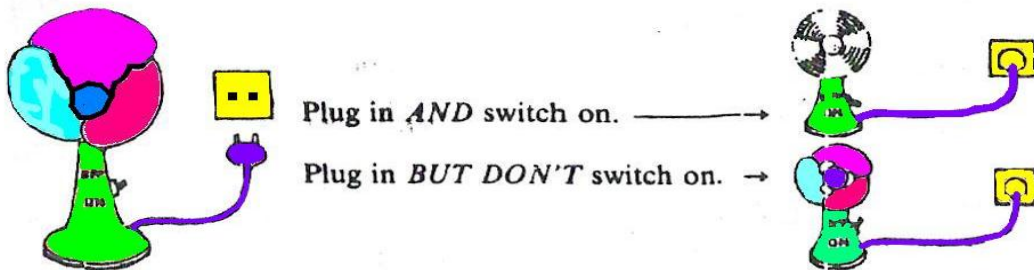 Plug in AND switch on.
Plug in BUT DON'T switch on.